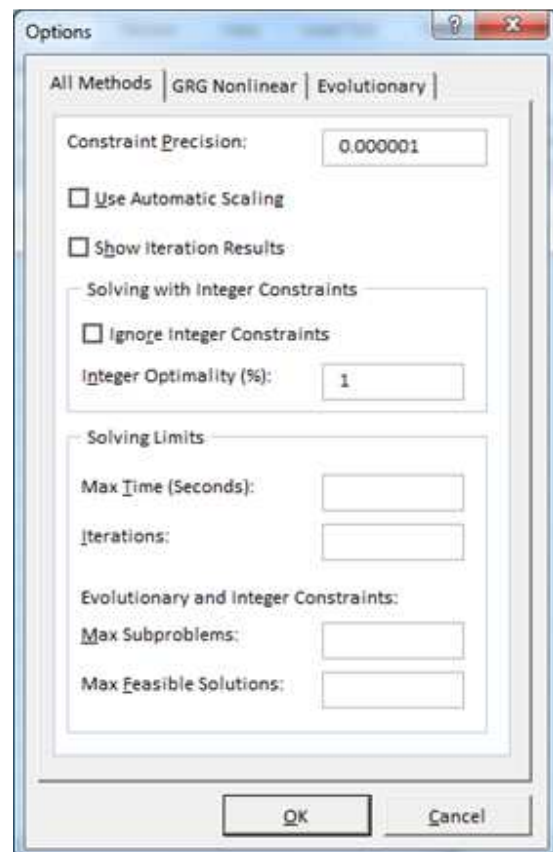 Options
?
All Methods GRG Nonlinear Evolutionary
Constraint Precision: 0.000001
Use Automatic Scaling
Show Iteration Results
Solving with Integer Constraints
Ignore Integer Constraints
Integer Optimality (%): 1
Solving Limits
Max Time (Seconds):
Iterations:
Evolutionary and Integer Constraints:
Max Subproblems:
Max Feasible Solutions:
OK Cancel